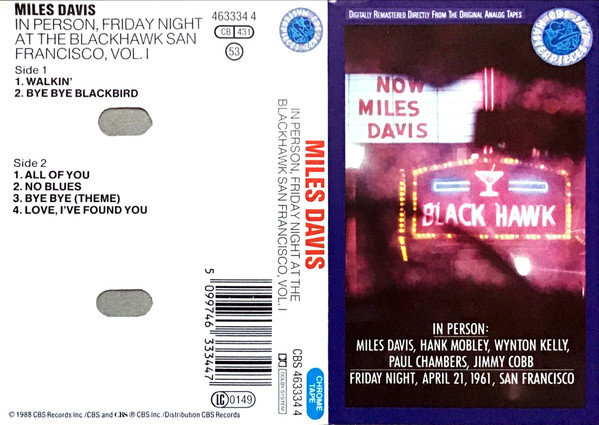 MILES DAVIS
IN PERSON, FRIDAY NIGHT
AT THE BLACKHAWK SAN
FRANCISCO, VOL. I
Side 1
1. WALKIN'
2. BYE BYE BLACKBIRD
Side 2
1. ALL OF YOU
2. NO BLUES
3. BYE BYE (THEME)
4. LOVE, I'VE FOUND YOU
463334 4
CB 431
53
5 099746 333447
LC 0149
© 1988 CBS Records Inc./CBS and CBS ® CBS Inc./Distribution CBS Records
MILES DAVIS
IN PERSON, FRIDAY NIGHT AT THE
BLACKHAWK SAN FRANCISCO, VOL. I
CBS 463334 4
DOLBY SYSTEM
CHROME
TAPE
DIGITALLY REMASTERED DIRECTLY FROM THE ORIGINAL ANALOG TAPES
NOW
MILES
DAVIS
BLACK HAWK
IN PERSON:
MILES DAVIS, HANK MOBLEY, WYNTON KELLY,
PAUL CHAMBERS, JIMMY COBB
FRIDAY NIGHT, APRIL 21, 1961, SAN FRANCISCO